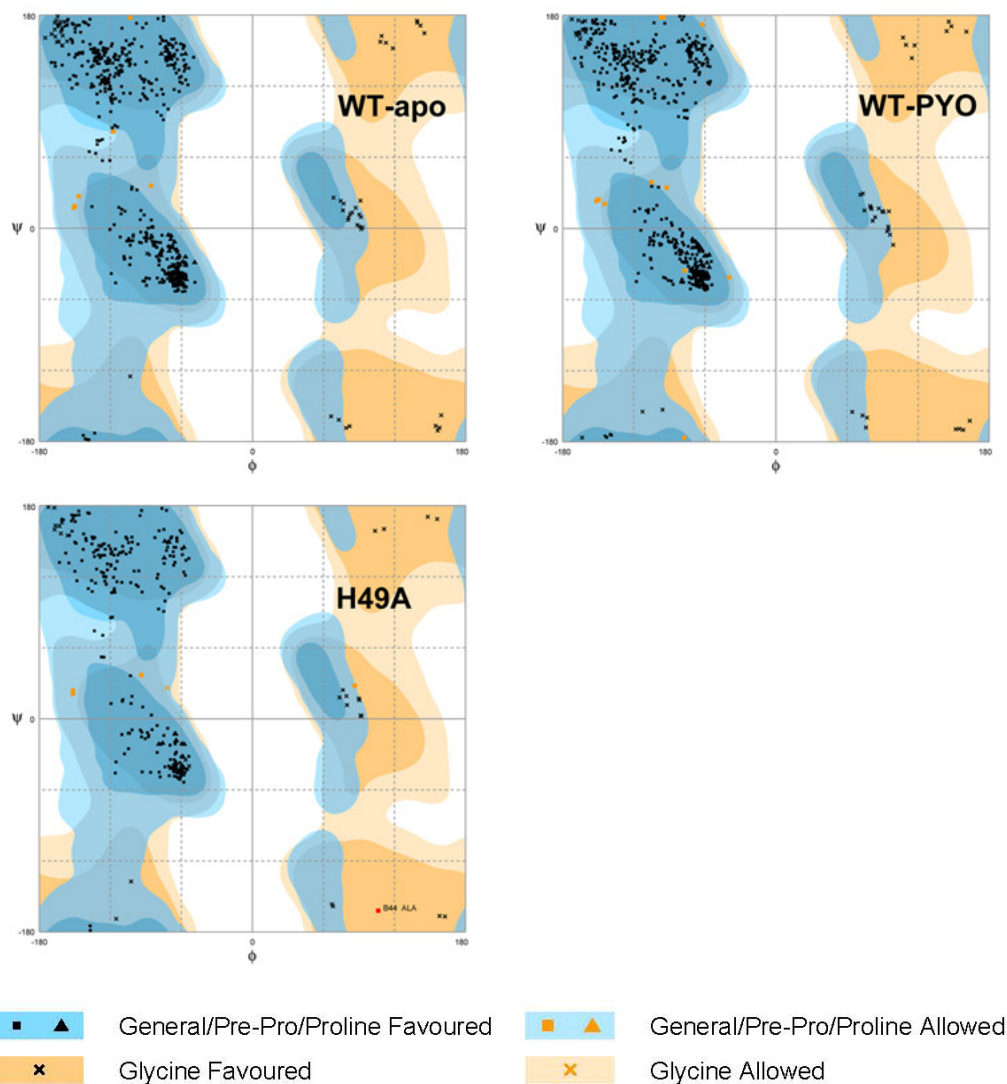 180
180
WT-apo
WT-PYO
ψ 0
ψ 0
-180
-180
-180 0 180
-180 0 180
ϕ
ϕ
180
H49A
ψ 0
B44 ALA
-180
-180 0 180
ϕ
General/Pre-Pro/Proline Favoured
General/Pre-Pro/Proline Allowed
Glycine Favoured
Glycine Allowed